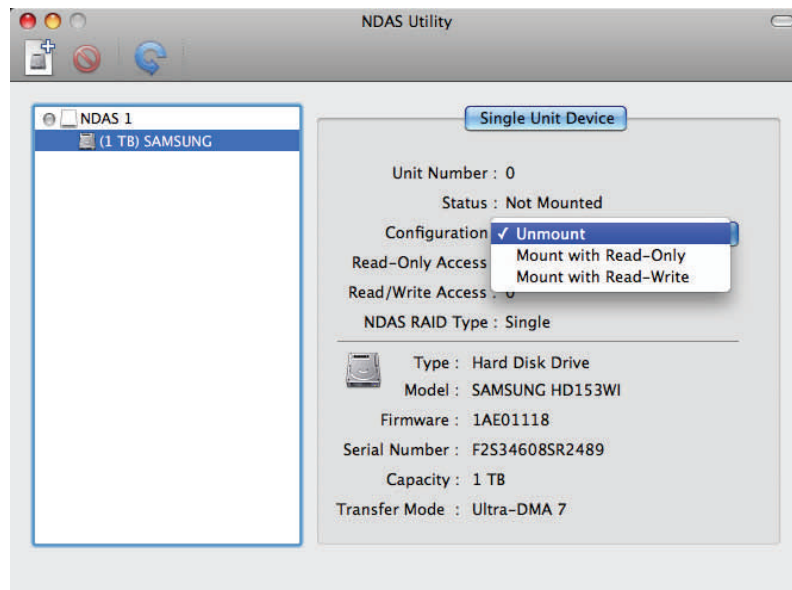 NDAS Utility
NDAS 1
(1 TB) SAMSUNG
Single Unit Device
Unit Number : 0
Status : Not Mounted
Configuration
✓ Unmount
Mount with Read-Only
Mount with Read-Write
Read-Only Access
Read/Write Access : 0
NDAS RAID Type : Single
Type : Hard Disk Drive
Model : SAMSUNG HD153WI
Firmware : 1AE01118
Serial Number : F2S34608SR2489
Capacity : 1 TB
Transfer Mode : Ultra-DMA 7